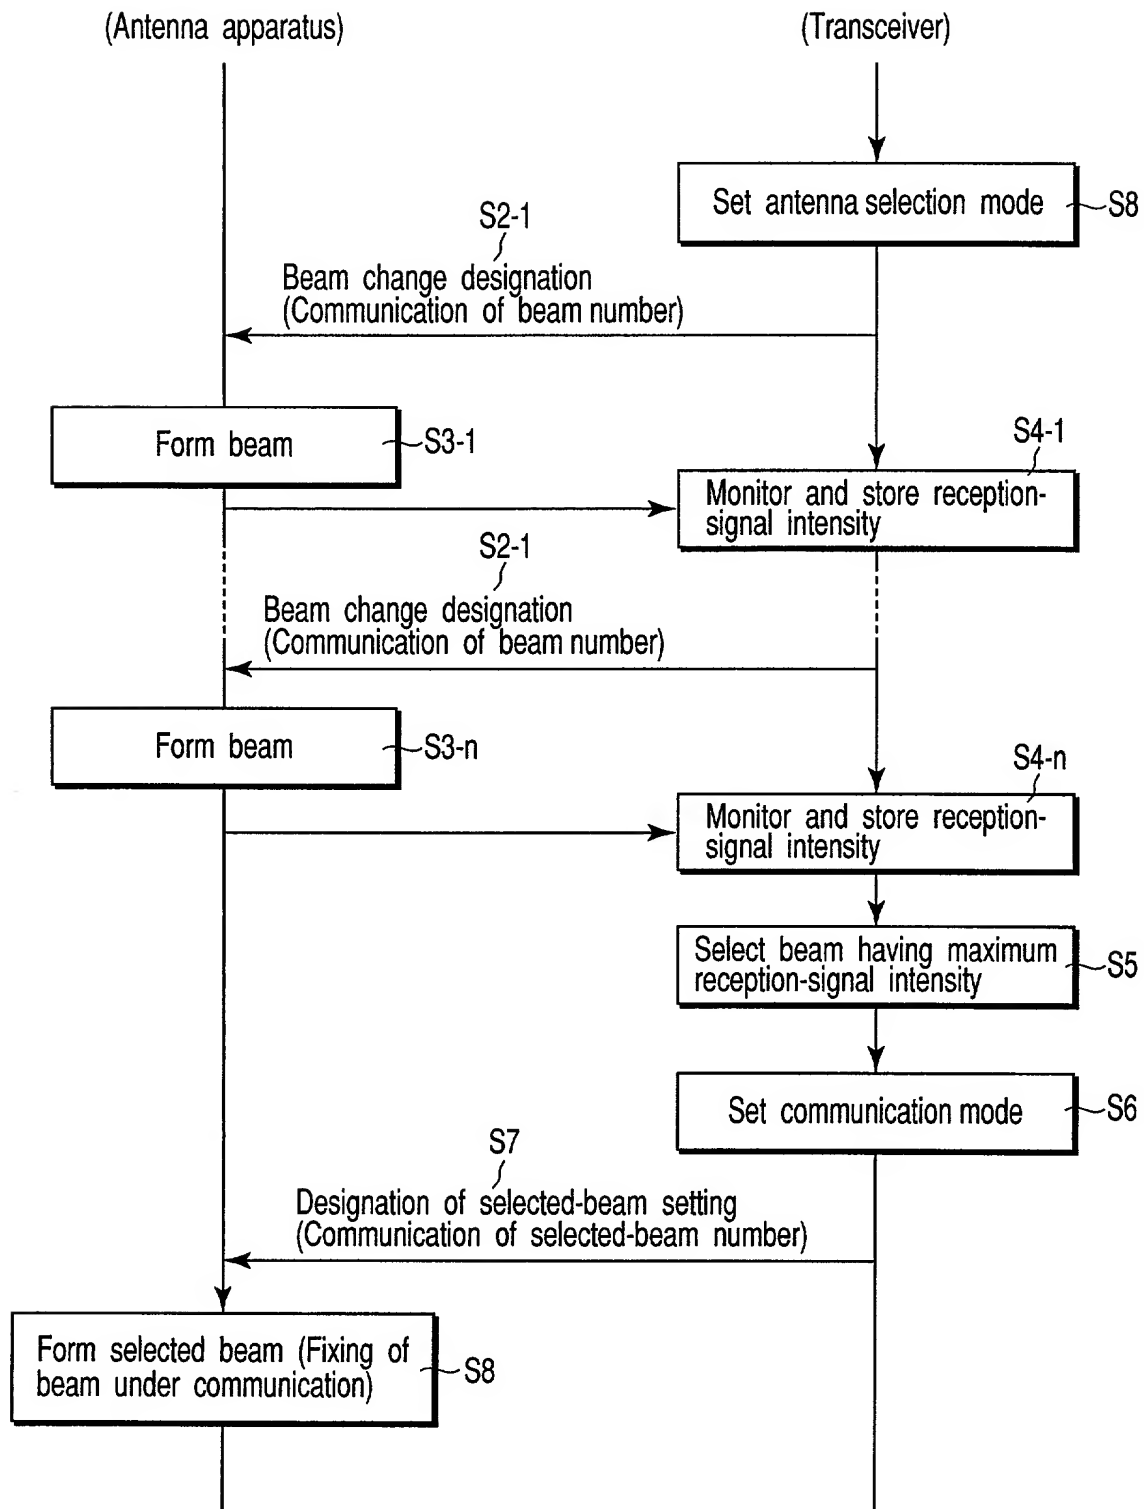 (Antenna apparatus)
(Transceiver)
Set antenna selection mode
S8
S2-1
Beam change designation
(Communication of beam number)
Form beam
S3-1
S4-1
Monitor and store reception-
signal intensity
S2-1
Beam change designation
(Communication of beam number)
Form beam
S3-n
S4-n
Monitor and store reception-
signal intensity
Select beam having maximum
reception-signal intensity
S5
Set communication mode
S6
S7
Designation of selected-beam setting
(Communication of selected-beam number)
Form selected beam (Fixing of
beam under communication)
S8